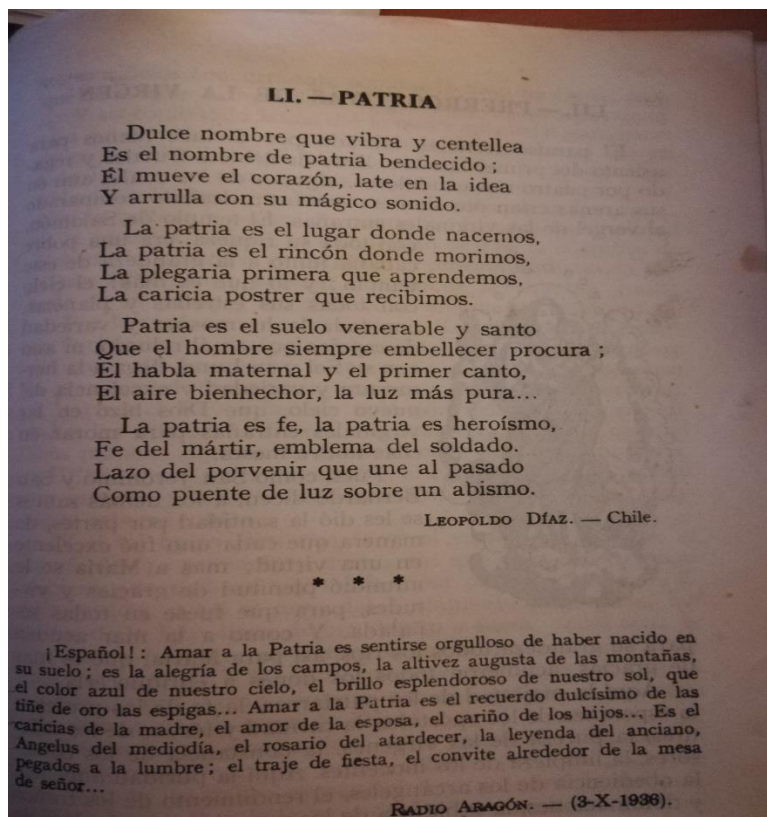 LI. — PATRIA
Dulce nombre que vibra y centellea
Es el nombre de patria bendecido ;
Él mueve el corazón, late en la idea
Y arrulla con su mágico sonido.
La patria es el lugar donde nacemos,
La patria es el rincón donde morimos,
La plegaria primera que aprendemos,
La caricia postrer que recibimos.
Patria es el suelo venerable y santo
Que el hombre siempre embellecer procura ;
El habla maternal y el primer canto,
El aire bienhechor, la luz más pura...
La patria es fe, la patria es heroísmo,
Fe del mártir, emblema del soldado.
Lazo del porvenir que une al pasado
Como puente de luz sobre un abismo.
LEOPOLDO DÍAZ. — Chile.
* * *
¡Español! : Amar a la Patria es sentirse orgulloso de haber nacido en
su suelo ; es la alegría de los campos, la altivez augusta de las montañas,
el color azul de nuestro cielo, el brillo esplendoroso de nuestro sol, que
tiñe de oro las espigas... Amar a la Patria es el recuerdo dulcísimo de las
caricias de la madre, el amor de la esposa, el cariño de los hijos... Es el
Angelus del mediodía, el rosario del atardecer, la leyenda del anciano,
pegados a la lumbre ; el traje de fiesta, el convite alrededor de la mesa
de señor...
RADIO ARAGÓN. — (3-X-1936).